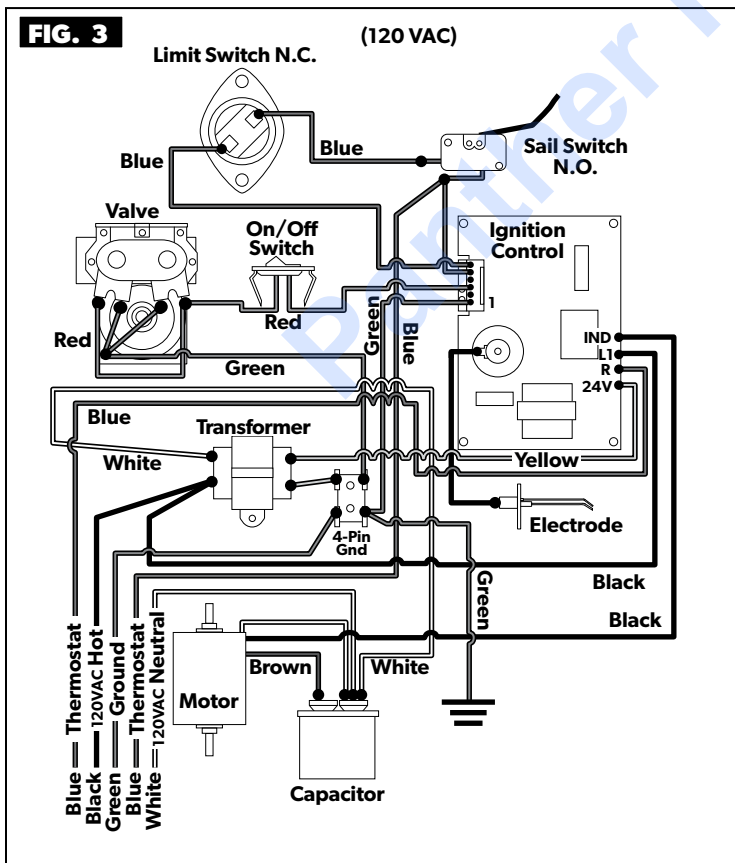 FIG. 3
(120 VAC)
Limit Switch N.C.
Blue
Blue
Sail Switch
N.O.
Valve
On/Off
Switch
Ignition
Control
1
Red
Red
Green
Green
Blue
IND
L1
R
24V
Blue
Transformer
White
Yellow
4-Pin
Gnd
Electrode
Black
Green
Black
Brown
White
Motor
Capacitor
Blue Thermostat
Black 120VAC Hot
Green Ground
Blue Thermostat
White 120VAC Neutral
Panther